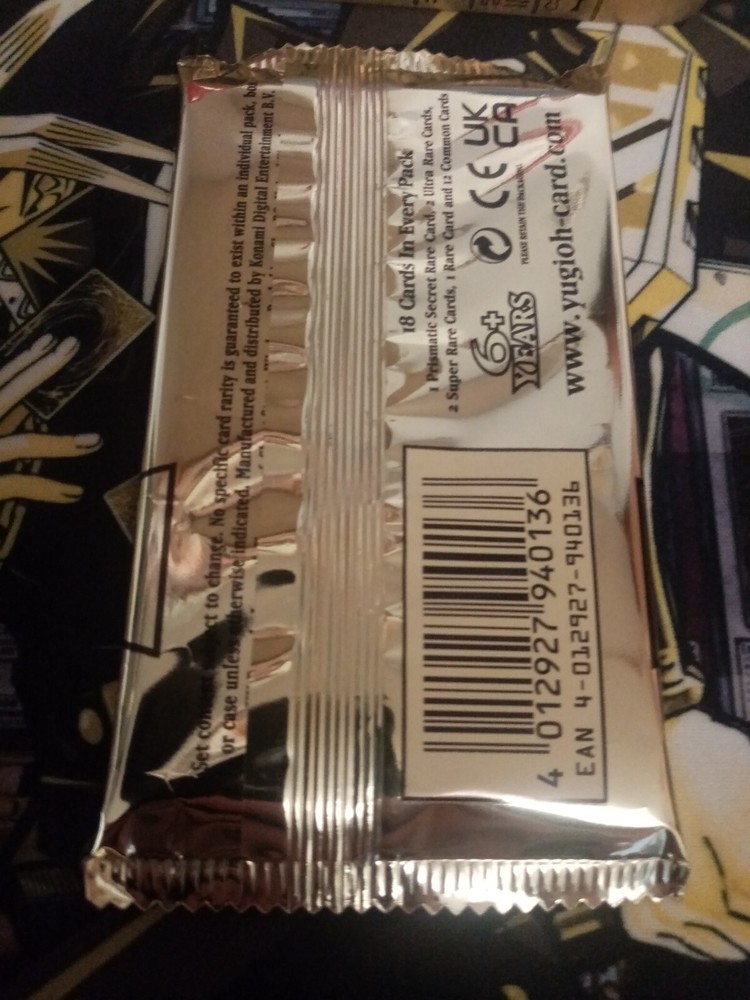 Set contents subject to change. No specific card rarity is guaranteed to exist within an individual pack, box
or case unless otherwise indicated. Manufactured and distributed by Konami Digital Entertainment B.V.
18 Cards In Every Pack
1 Prismatic Secret Rare Card, 2 Ultra Rare Cards,
2 Super Rare Cards, 1 Rare Card and 12 Common Cards
6+
YEARS
PLEASE RETAIN THE PACKAGING
CE
UK
CA
www.yugioh-card.com
4 012927 940136
EAN 4-012927-940136